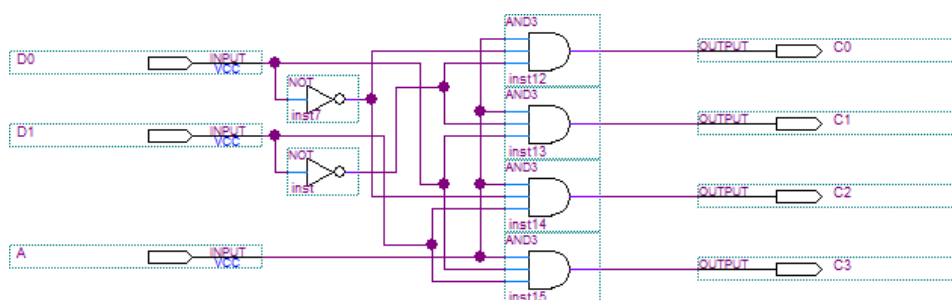 AND3
D0 INPUT VCC OUTPUT C0
NOT inst12
inst7 AND3
D1 INPUT VCC OUTPUT C1
NOT inst13
inst AND3
OUTPUT C2
inst14
A INPUT VCC AND3 OUTPUT C3
inst15